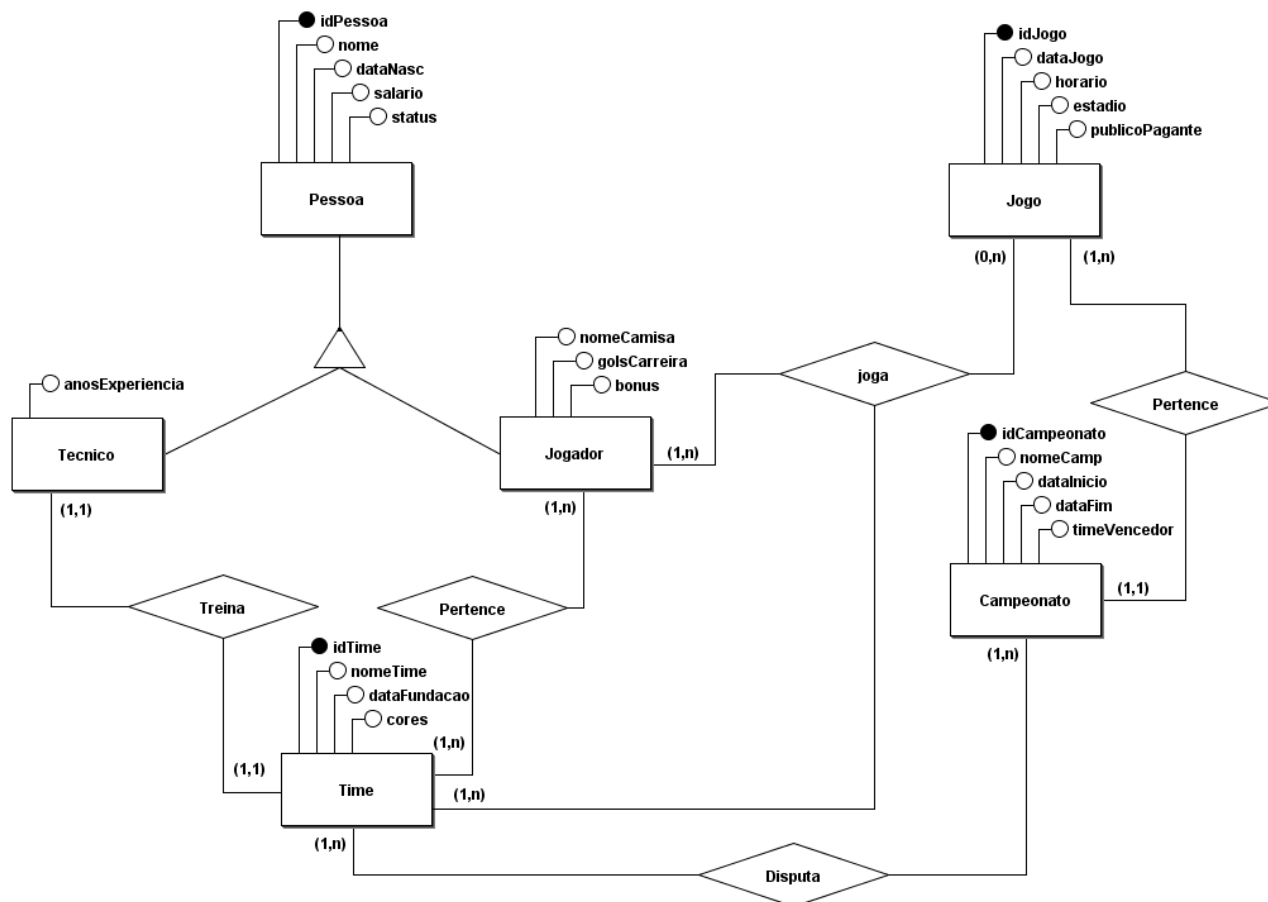 idPessoa
nome
dataNasc
salario
status
Pessoa
idJogo
dataJogo
horario
estadio
publicoPagante
Jogo
(0,n)
(1,n)
anosExperiencia
Tecnico
(1,1)
nomeCamisa
golsCarreira
bonus
Jogador
(1,n)
(1,n)
joga
Pertence
idCampeonato
nomeCamp
dataInicio
dataFim
timeVencedor
Campeonato
(1,1)
(1,n)
Treina
Pertence
idTime
nomeTime
dataFundacao
cores
(1,n)
(1,1)
Time
(1,n)
(1,n)
Disputa